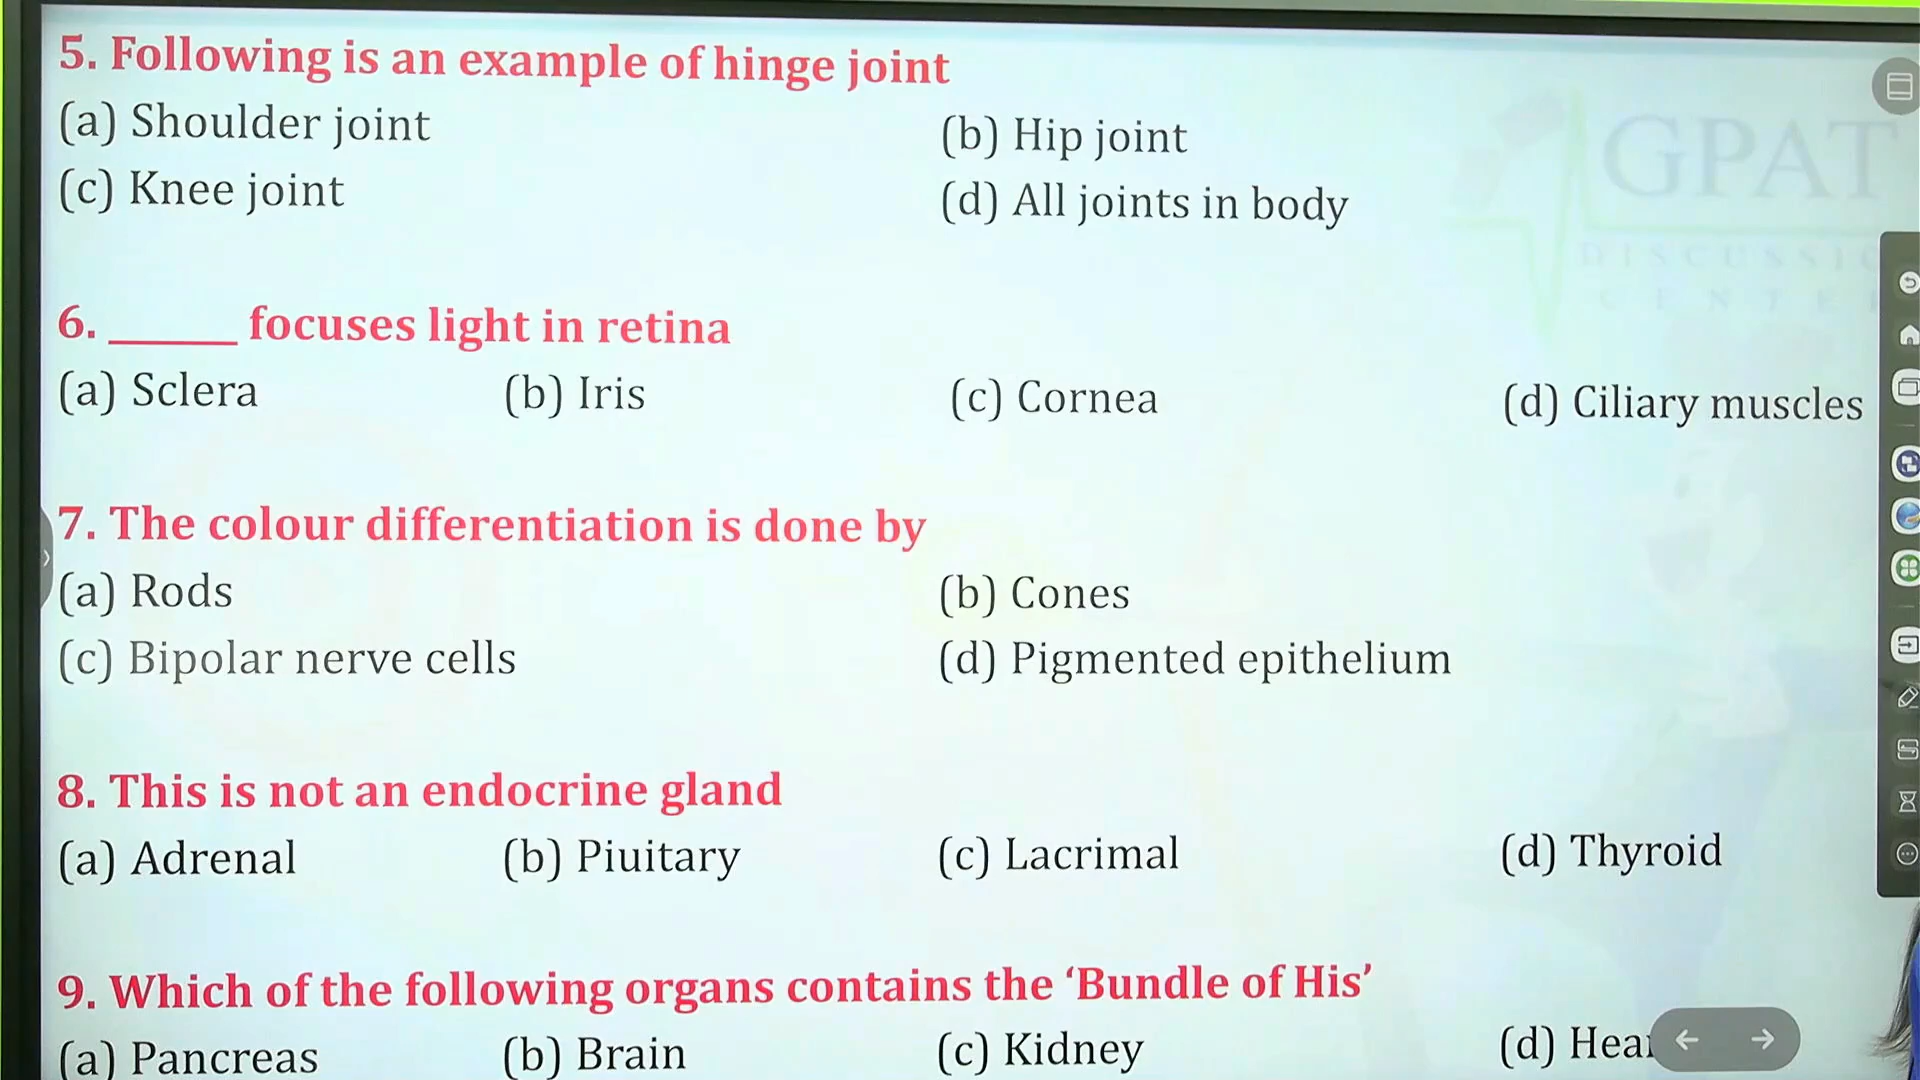 5. Following is an example of hinge joint
(a) Shoulder joint (b) Hip joint
(c) Knee joint (d) All joints in body
GPAT
DISCUSSIO
CENTE
6. ______ focuses light in retina
(a) Sclera (b) Iris (c) Cornea (d) Ciliary muscles
7. The colour differentiation is done by
(a) Rods (b) Cones
(c) Bipolar nerve cells (d) Pigmented epithelium
8. This is not an endocrine gland
(a) Adrenal (b) Piuitary (c) Lacrimal (d) Thyroid
9. Which of the following organs contains the ‘Bundle of His’
(a) Pancreas (b) Brain (c) Kidney (d) Hea